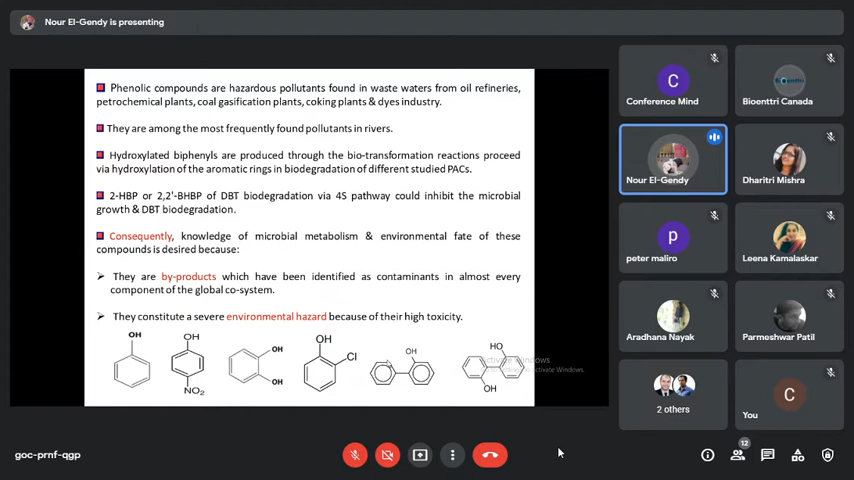 Nour El-Gendy is presenting
Phenolic compounds are hazardous pollutants found in waste waters from oil refineries,
petrochemical plants, coal gasification plants, coking plants & dyes industry.
They are among the most frequently found pollutants in rivers.
Hydroxylated biphenyls are produced through the bio-transformation reactions proceed
via hydroxylation of the aromatic rings in biodegradation of different studied PACs.
2-HBP or 2,2'-BHBP of DBT biodegradation via 4S pathway could inhibit the microbial
growth & DBT biodegradation.
Consequently, knowledge of microbial metabolism & environmental fate of these
compounds is desired because:
They are by-products which have been identified as contaminants in almost every
component of the global co-system.
They constitute a severe environmental hazard because of their high toxicity.
OH
OH
NO2
OH
OH
OH
Cl
OH
HO
OH
Activate Windows
Activate Windows.
C
Conference Mind
Bioenttri Canada
Nour El-Gendy
Dharitri Mishra
p
peter maliro
Leena Kamalaskar
Aradhana Nayak
Parmeshwar Patil
2 others
C
You
goc-prnf-qgp
12